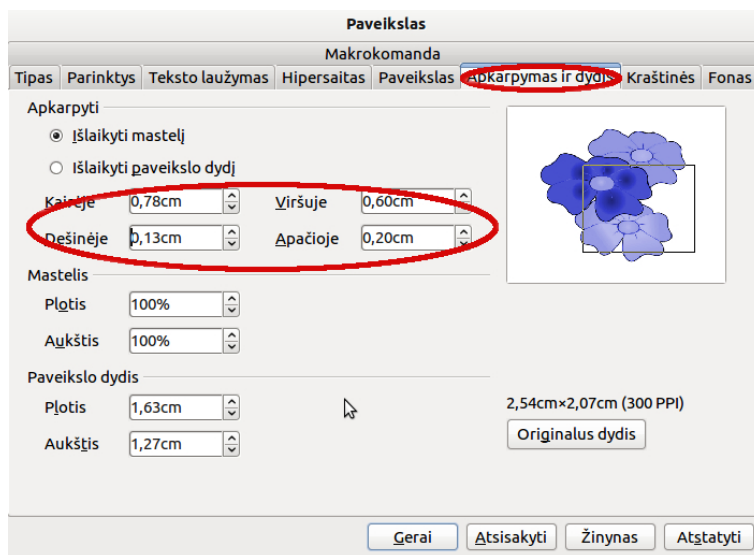 Paveikslas
Makrokomanda
Tipas Parinktys Teksto laužymas Hipersaitas Paveikslas Apkarpymas ir dydis Kraštinės Fonas
Apkarpyti
Išlaikyti mastelį
Išlaikyti paveikslo dydį
Kairėje 0,78cm Viršuje 0,60cm
Dešinėje 0,13cm Apačioje 0,20cm
Mastelis
Plotis 100%
Aukštis 100%
Paveikslo dydis
Plotis 1,63cm 2,54cm×2,07cm (300 PPI)
Aukštis 1,27cm Originalus dydis
Gerai Atsisakyti Žinynas Atstatyti